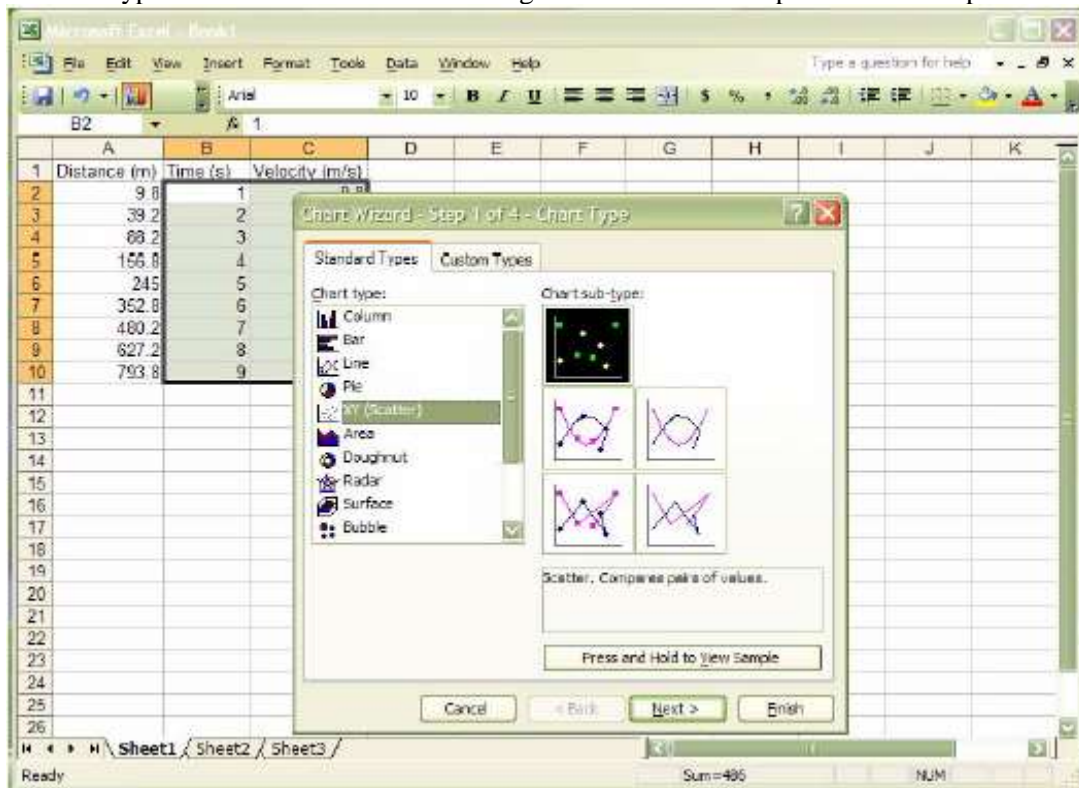 Microsoft Excel - Book1
File Edit View Insert Format Tools Data Window Help Type a question for help
Arial 10 B I U $ % ,
B2 fx 1
A B C D E F G H I J K
1 Distance (m) Time (s) Velocity (m/s)
2 9.8 1 9.8
3 39.2 2
4 88.2 3
5 156.8 4
6 245 5
7 352.8 6
8 480.2 7
9 627.2 8
10 793.8 9
11
12
13
14
15
16
17
18
19
20
21
22
23
24
25
26
Chart Wizard - Step 1 of 4 - Chart Type
Standard Types Custom Types
Chart type:
Column
Bar
Line
Pie
XY (Scatter)
Area
Doughnut
Radar
Surface
Bubble
Chart sub-type:
Scatter. Compares pairs of values.
Press and Hold to View Sample
Cancel < Back Next > Finish
Sheet1 / Sheet2 / Sheet3 /
Ready Sum=486 NUM